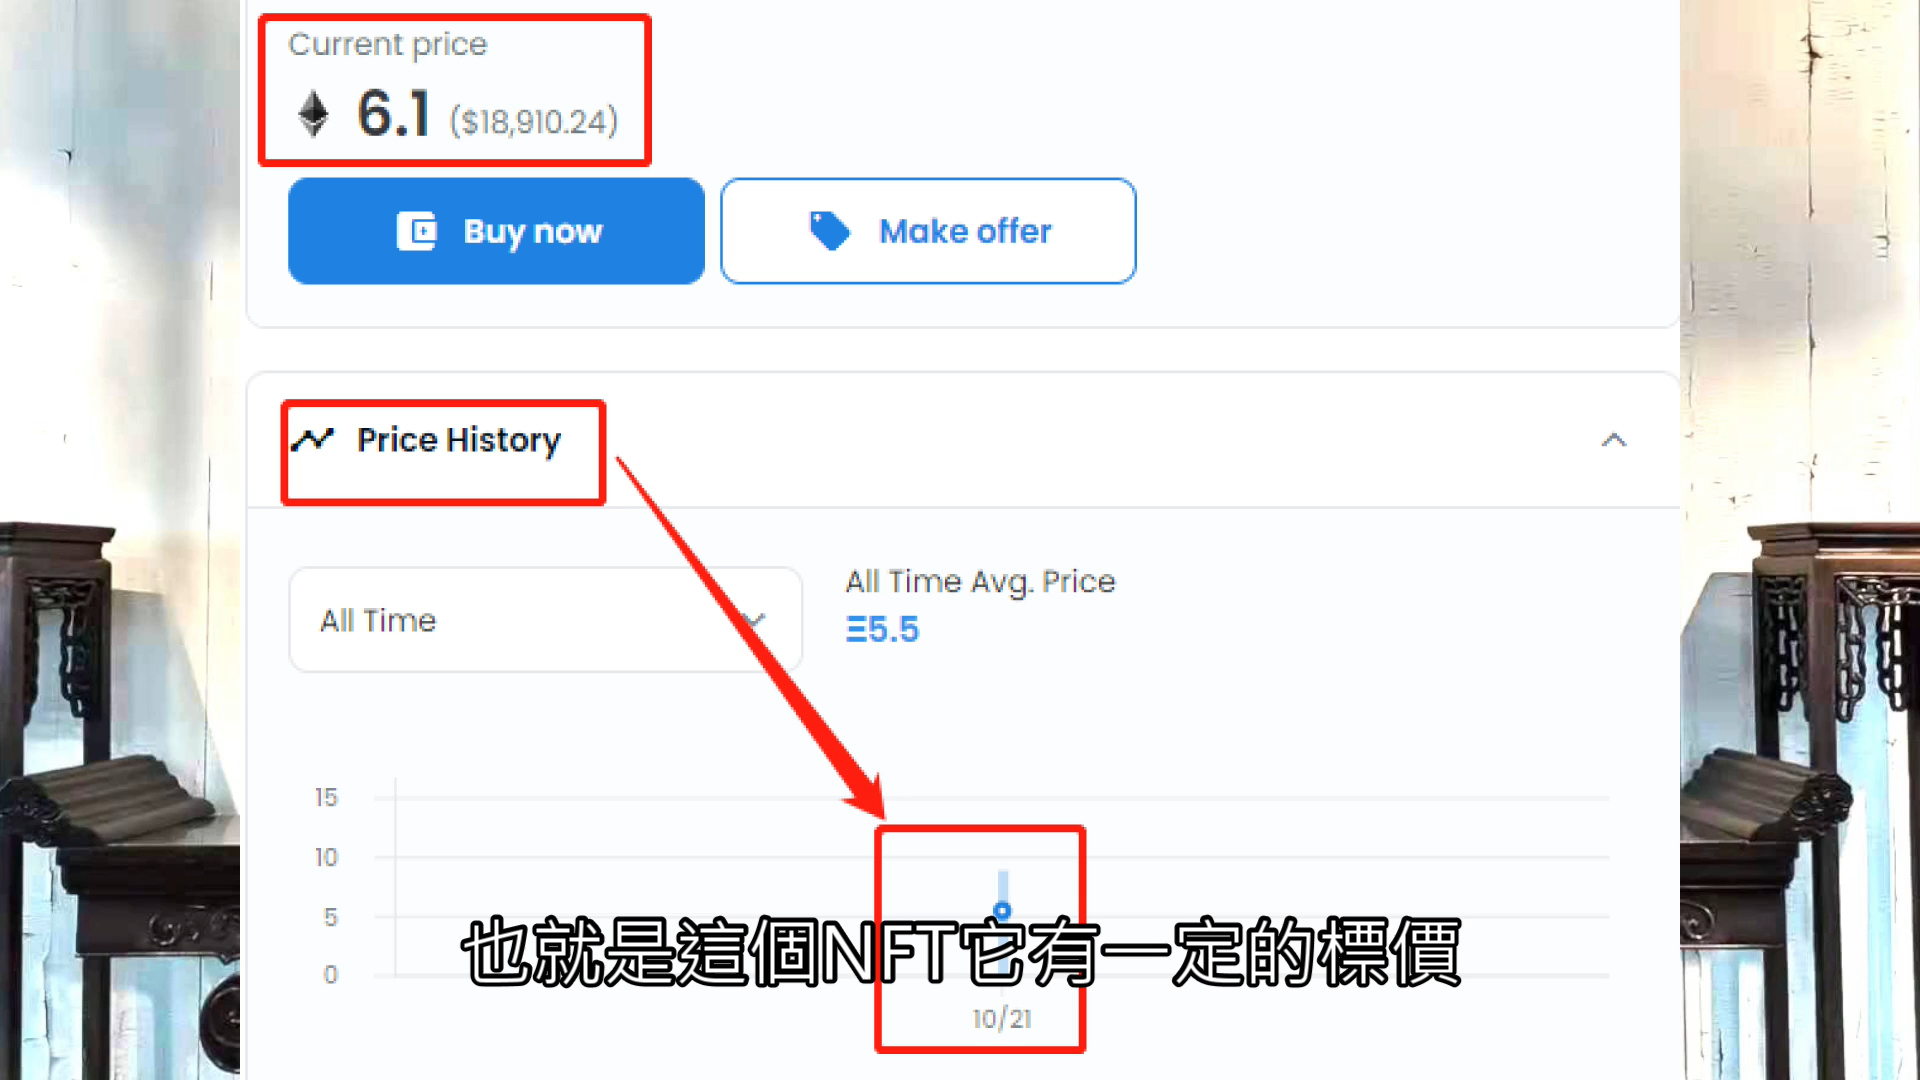 Current price
6.1 ($18,910.24)
Buy now
Make offer
Price History
All Time
All Time Avg. Price
Ξ5.5
15
10
5
0
10/21
也就是這個NFT它有一定的標價